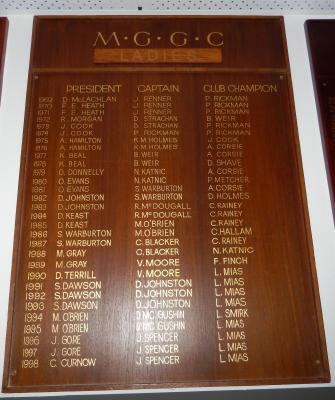 M·G·G·C
LADIES
PRESIDENT CAPTAIN CLUB CHAMPION
1969 D. McLACHLAN J. RENNER P. RICKMAN
1970 F. E. HEATH J. RENNER P. RICKMAN
1971 F. E. HEATH J. RENNER P. RICKMAN
1972 R. MORGAN D. STRACHAN B. WEIR
1973 J. COOK D. STRACHAN P. RICKMAN
1974 J. COOK P. RICKMAN P. RICKMAN
1975 A. HAMILTON K.M. HOLMES J. COOK
1976 A. HAMILTON K.M. HOLMES A. CORSIE
1977 K. BEAL B. WEIR A. CORSIE
1978 K. BEAL B. WEIR D. SHAVE
1979 C. DONNELLY N. KATNIC A. CORSIE
1980 O. EVANS N. KATNIC P. METCHER
1981 O. EVANS S. WARBURTON A. CORSIE
1982 D. JOHNSTON S. WARBURTON D. HOLMES
1983 D. JOHNSTON R. McDOUGALL C. RAINEY
1984 D. KEAST R. McDOUGALL C. RAINEY
1985 D. KEAST M. O'BRIEN C. RAINEY
1986 S. WARBURTON M. O'BRIEN C. HALLAM
1987 S. WARBURTON C. BLACKER C. RAINEY
1988 M. GRAY C. BLACKER N. KATNIC
1989 M. GRAY V. MOORE F. FINCH
1990 D. TERRILL V. MOORE L. MIAS
1991 S. DAWSON D. JOHNSTON L. MIAS
1992 S. DAWSON D. JOHNSTON L. MIAS
1993 S. DAWSON D. JOHNSTON L. MIAS
1994 M. O'BRIEN D. MC. GUSHIN L. SMIRK
1995 M. O'BRIEN D. MC. GUSHIN L. MIAS
1996 J. GORE J. SPENCER L. MIAS
1997 J. GORE J. SPENCER L. MIAS
1998 C. CURNOW J. SPENCER L. MIAS